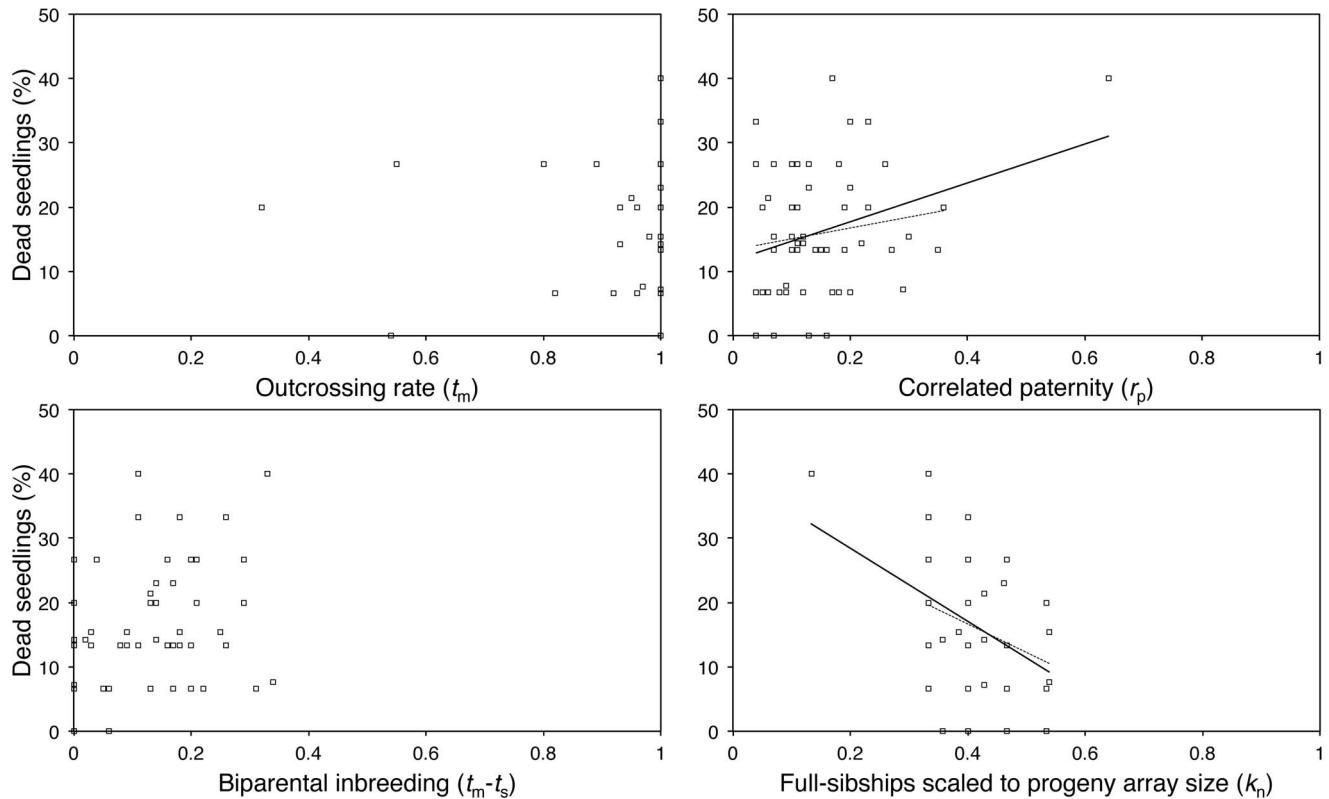 50
40
30
20
10
0
Dead seedlings (%)
0 0.2 0.4 0.6 0.8 1
Outcrossing rate (tm)
50
40
30
20
10
0
0 0.2 0.4 0.6 0.8 1
Correlated paternity (rp)
50
40
30
20
10
0
Dead seedlings (%)
0 0.2 0.4 0.6 0.8 1
Biparental inbreeding (tm-ts)
50
40
30
20
10
0
0 0.2 0.4 0.6 0.8 1
Full-sibships scaled to progeny array size (kn)